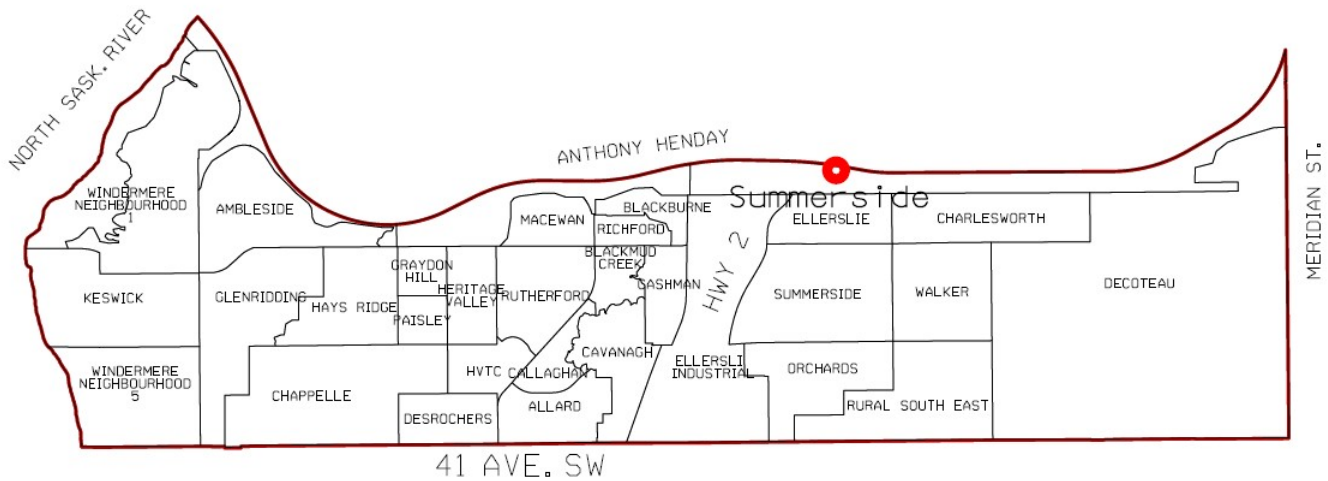 NORTH SASK. RIVER
ANTHONY HENDAY
MERIDIAN ST.
Summerside
WINDERMERE
NEIGHBOURHOOD
1
AMBLESIDE
MACEWAN
BLACKBURNE
RICHFORD
ELLERSLIE
CHARLESWORTH
BLACKMUD
CREEK
GRAYDON
HILL
HERITAGE
VALLEY
RUTHERFORD
CASHMAN
HWY 2
KESWICK
GLENRIDDING
HAYS RIDGE
PAISLEY
SUMMERSIDE
WALKER
DECOTEAU
WINDERMERE
NEIGHBOURHOOD
5
CHAPPELLE
HVTC
CALLAGHAN
CAVANAGH
ELLERSLI
INDUSTRIAL
ORCHARDS
DESROCHERS
ALLARD
RURAL SOUTH EAST
41 AVE. SW